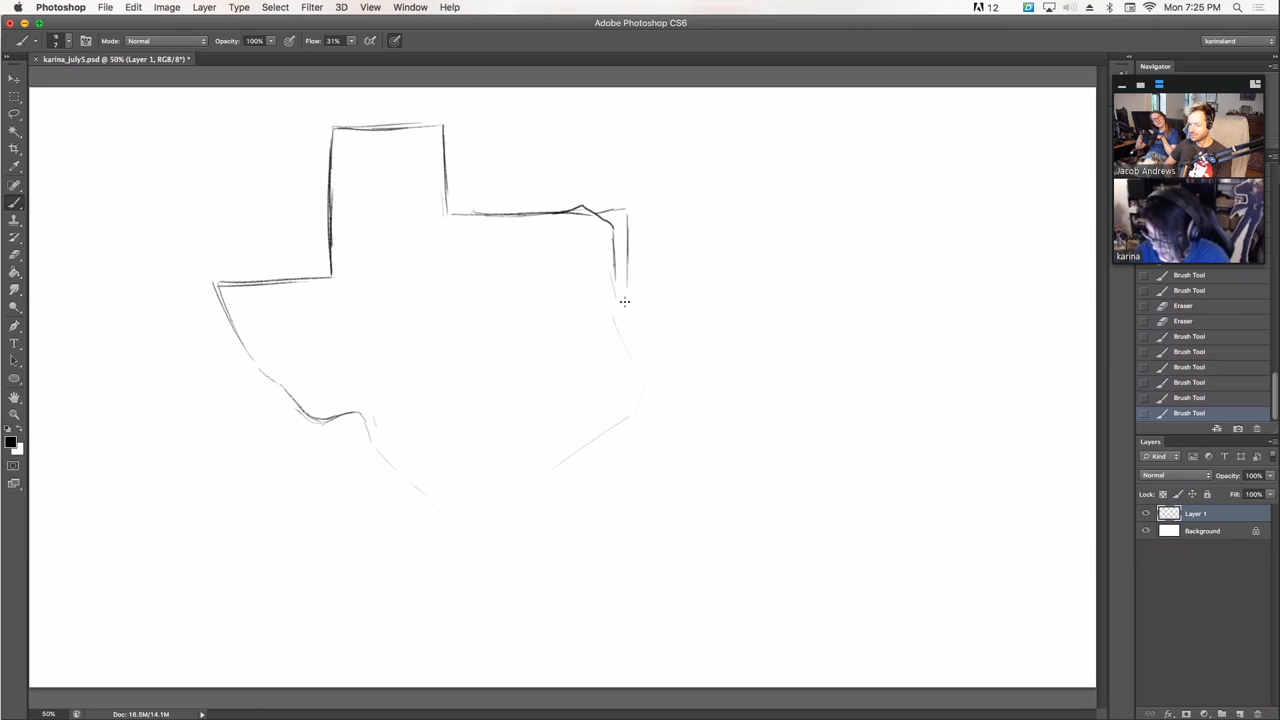 Photoshop File Edit Image Layer Type Select Filter 3D View Window Help 12 Mon 7:25 PM
Adobe Photoshop CS6
7 Mode: Normal Opacity: 100% Flow: 31% karinaland
× karina_july5.psd @ 50% (Layer 1, RGB/8*) *
Navigator
Jacob Andrews
karina
Brush Tool
Brush Tool
Eraser
Eraser
Brush Tool
Brush Tool
Brush Tool
Brush Tool
Brush Tool
Brush Tool
Layers
Kind
Normal Opacity: 100%
Lock: Fill: 100%
Layer 1
Background
50% Doc: 16.5M/14.1M